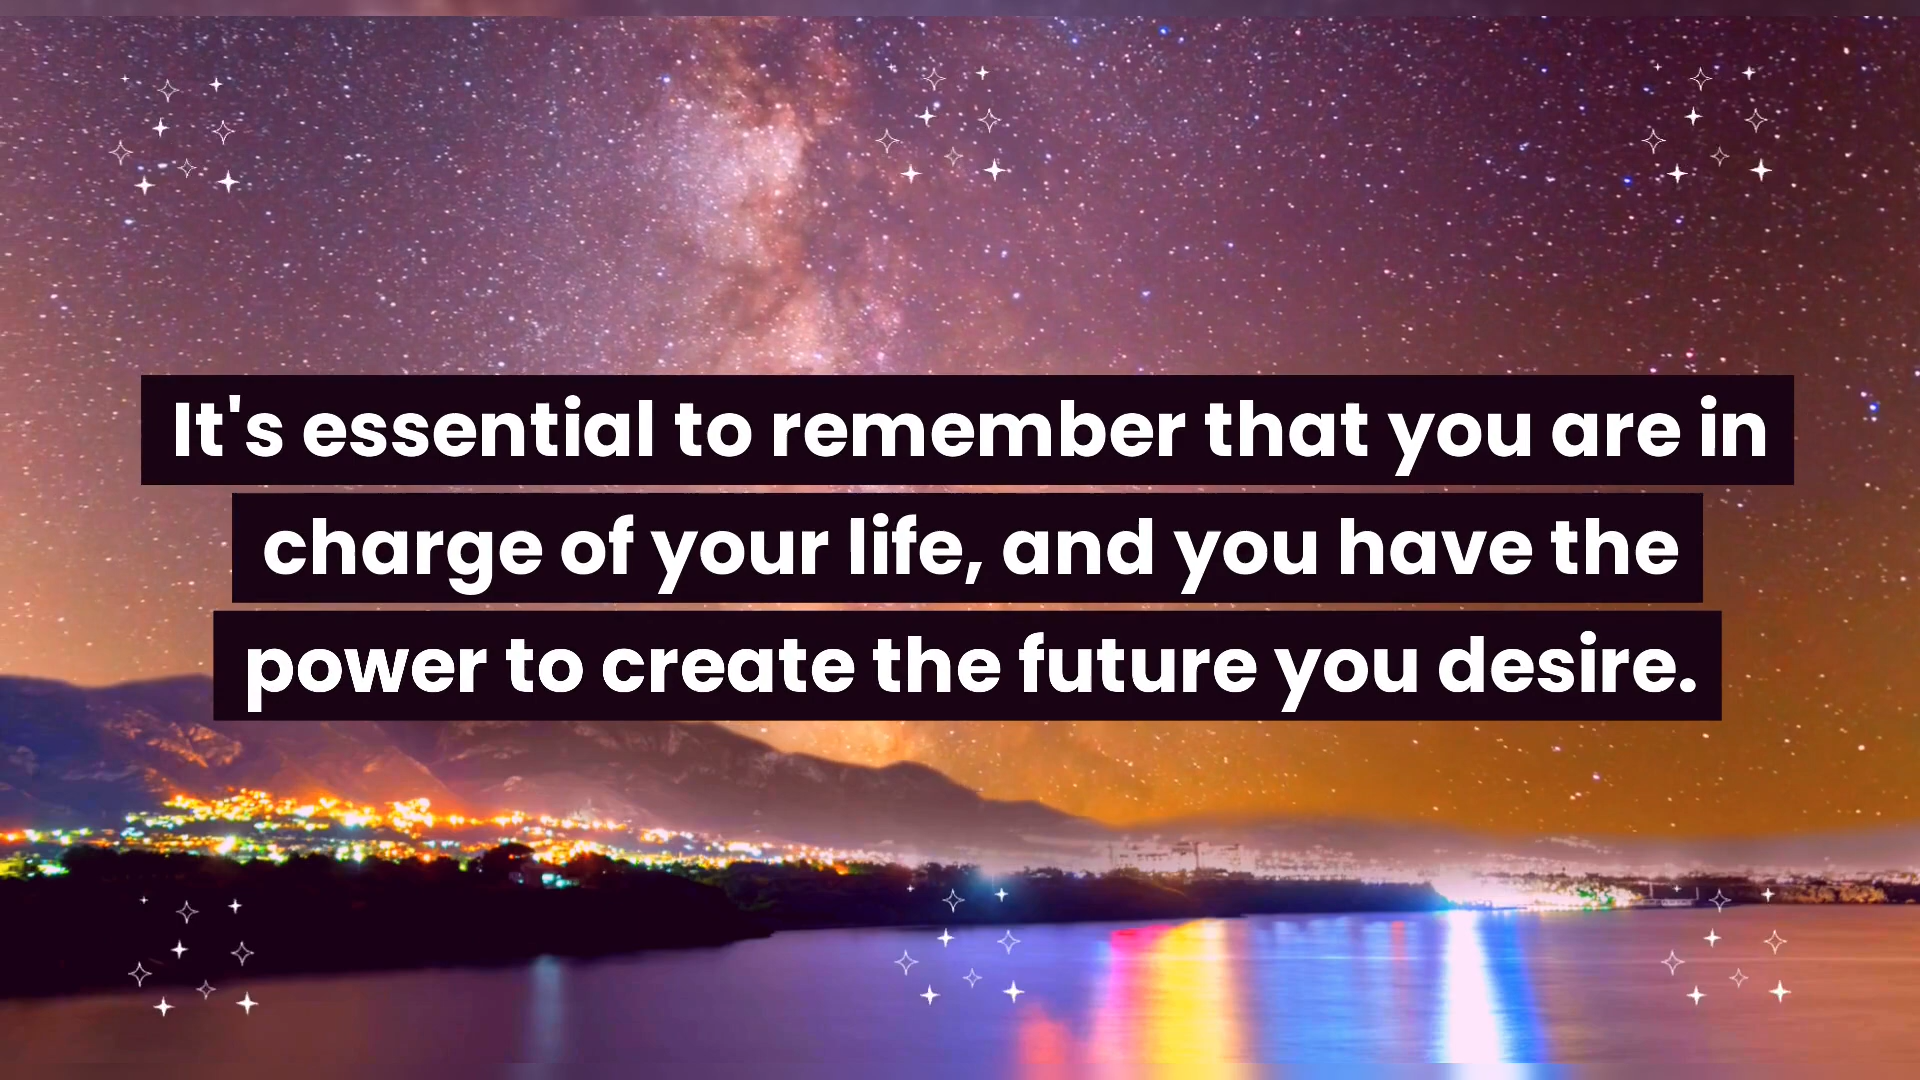 It's essential to remember that you are in
charge of your life, and you have the
power to create the future you desire.